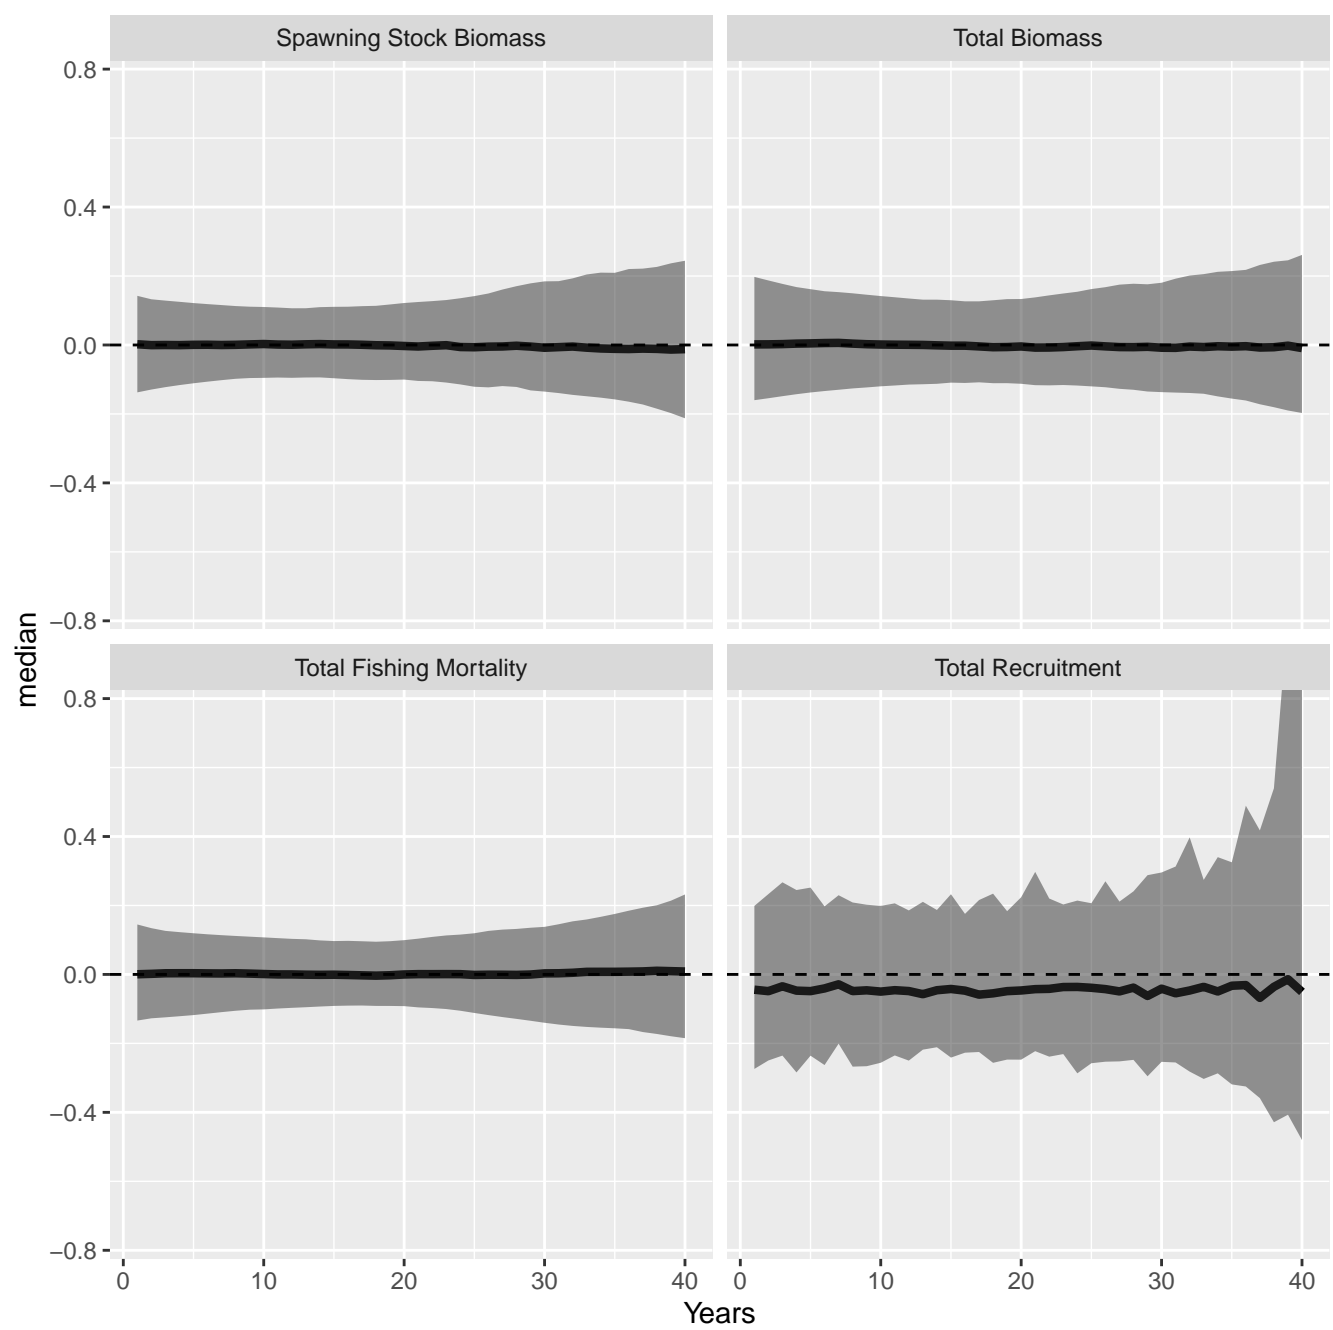 Spawning Stock Biomass
Total Biomass
0.8
0.4
0.0
−0.4
−0.8
median
Total Fishing Mortality
Total Recruitment
0.8
0.4
0.0
−0.4
−0.8
0 10 20 30 40
0 10 20 30 40
Years